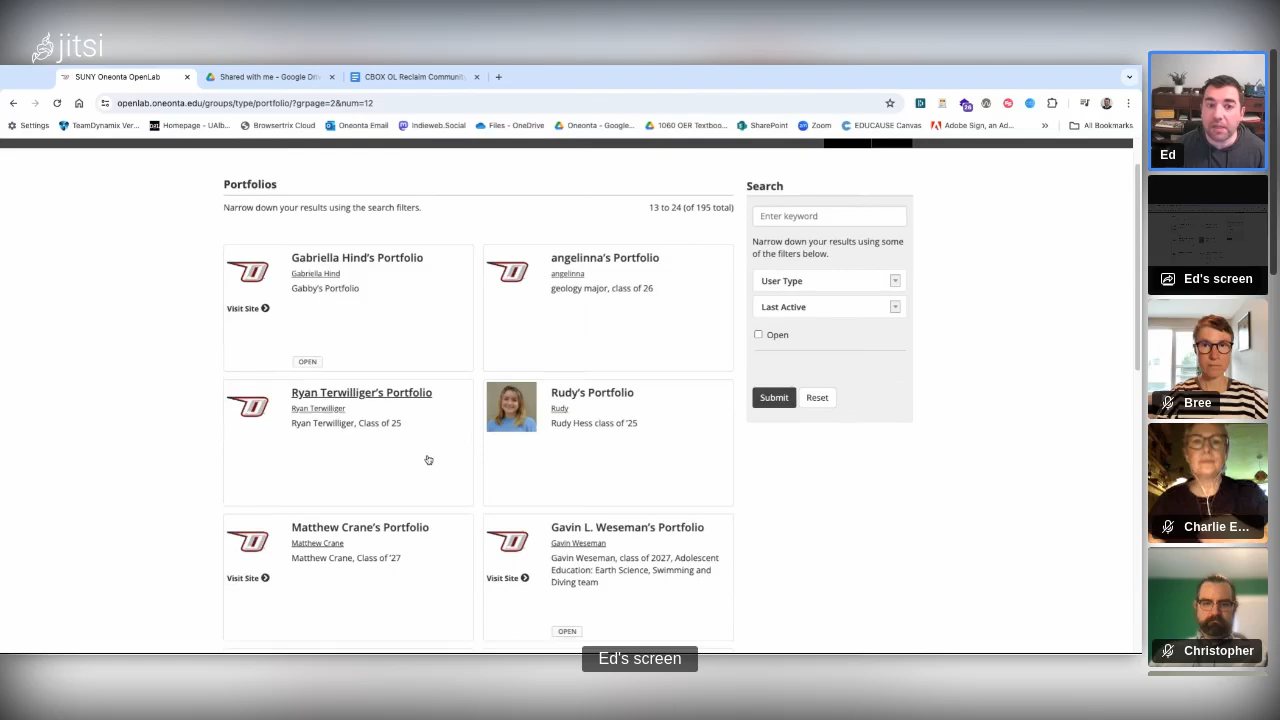 jitsi
SUNY Oneonta OpenLab
Shared with me - Google Driv
CBOX OL Reclaim Community
openlab.oneonta.edu/groups/type/portfolio/?grpage=2&num=12
Settings
TeamDynamix Ver...
Homepage - UAlb...
Browsertrix Cloud
Oneonta Email
Indieweb.Social
Files - OneDrive
Oneonta - Google...
1060 OER Textboo...
SharePoint
Zoom
EDUCAUSE Canvas
Adobe Sign, an Ad...
»
All Bookmarks
Portfolios
Narrow down your results using the search filters.
13 to 24 (of 195 total)
Gabriella Hind's Portfolio
Gabriella Hind
Gabby's Portfolio
Visit Site
OPEN
angelinna's Portfolio
angelinna
geology major, class of 26
Ryan Terwilliger's Portfolio
Ryan Terwilliger
Ryan Terwilliger, Class of 25
Rudy's Portfolio
Rudy
Rudy Hess class of '25
Matthew Crane's Portfolio
Matthew Crane
Matthew Crane, Class of '27
Visit Site
Gavin L. Weseman's Portfolio
Gavin Weseman
Gavin Weseman, class of 2027, Adolescent
Education: Earth Science, Swimming and
Diving team
Visit Site
OPEN
Search
Enter keyword
Narrow down your results using some
of the filters below.
User Type
Last Active
Open
Submit
Reset
Ed's screen
Ed
Ed's screen
Bree
Charlie E...
Christopher